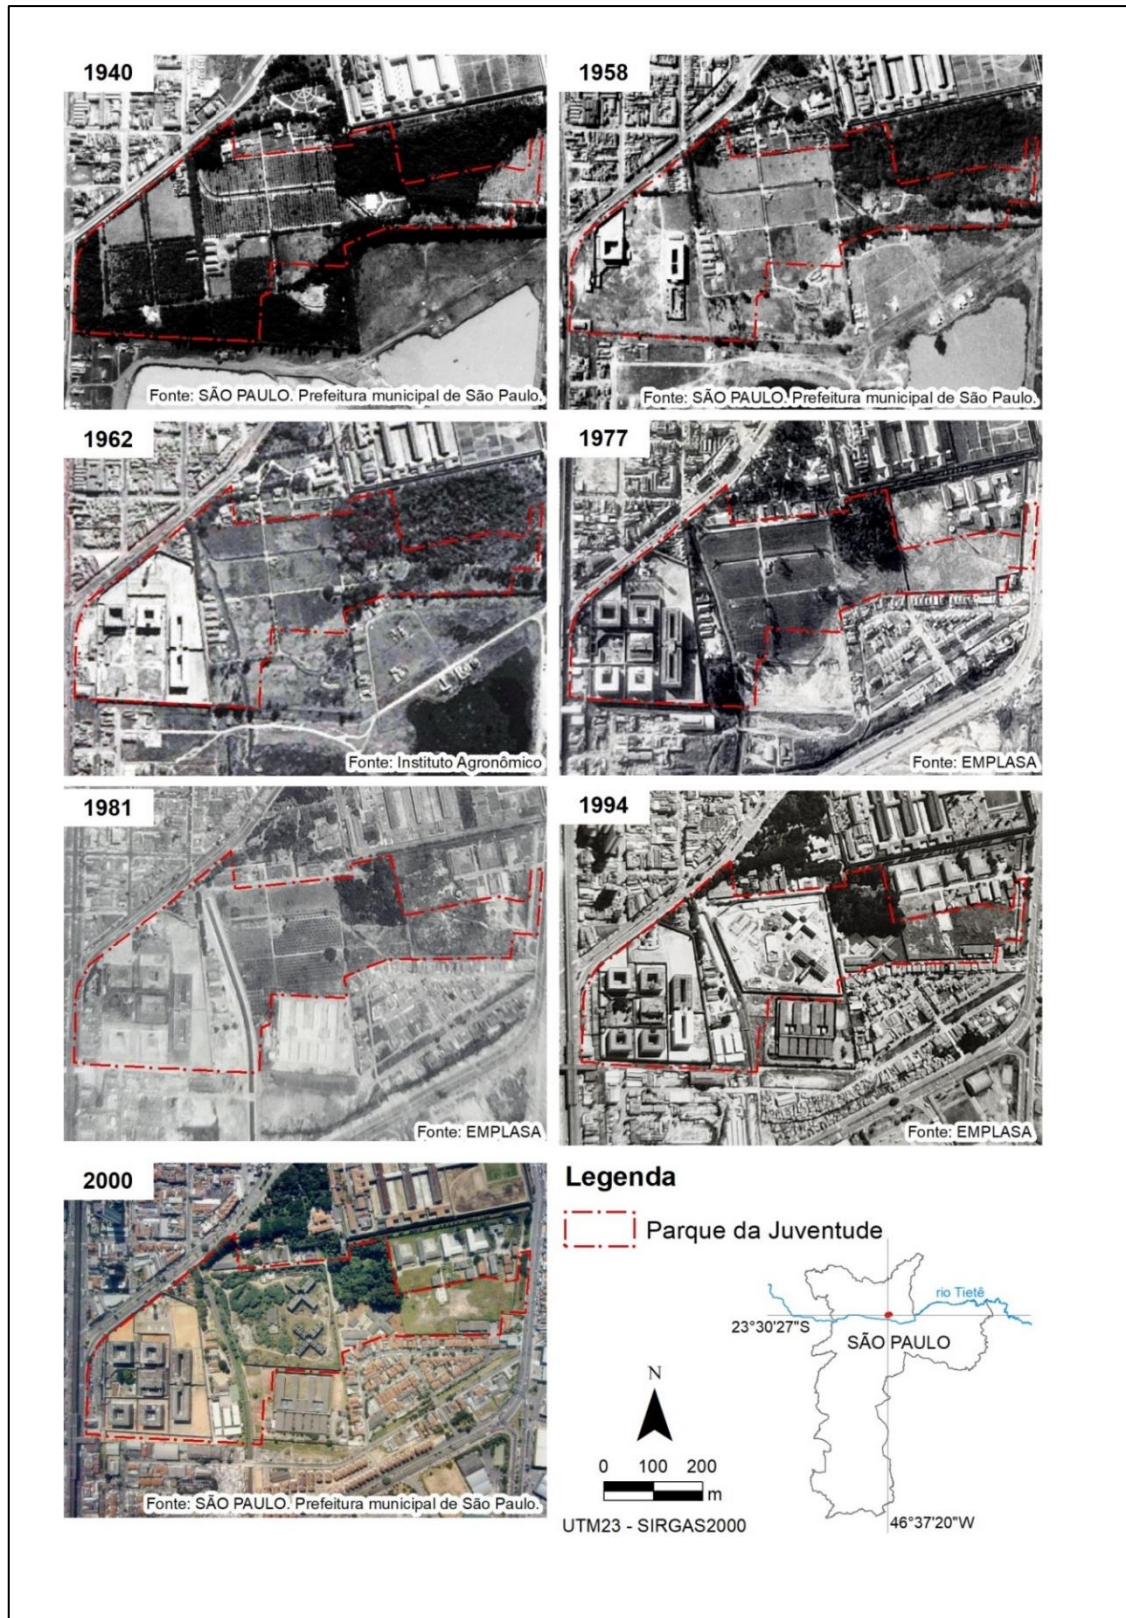 1940
1958
Fonte: SÃO PAULO. Prefeitura municipal de São Paulo.
Fonte: SÃO PAULO. Prefeitura municipal de São Paulo.
1962
1977
Fonte: Instituto Agronômico
Fonte: EMPLASA
1981
1994
Fonte: EMPLASA
Fonte: EMPLASA
2000
Fonte: SÃO PAULO. Prefeitura municipal de São Paulo.
Legenda
Parque da Juventude
rio Tietê
23°30'27"S
SÃO PAULO
N
0 100 200
m
UTM23 - SIRGAS2000
46°37'20"W